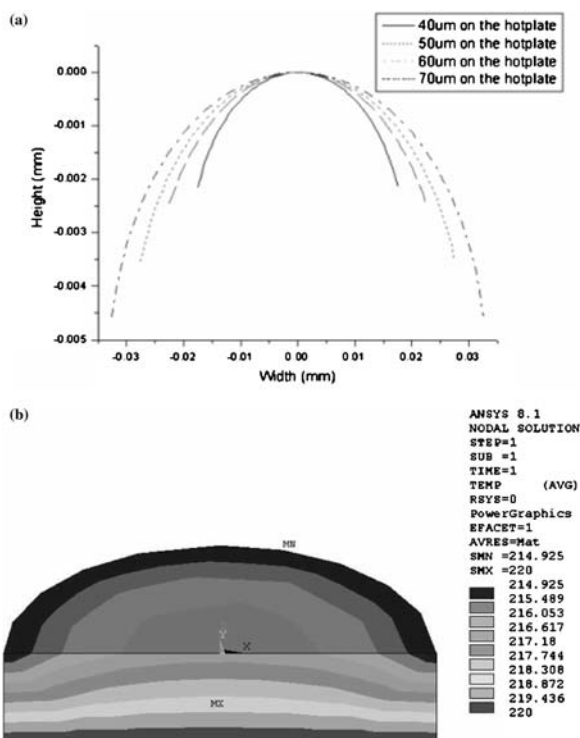 (a)
40um on the hotplate
50um on the hotplate
60um on the hotplate
70um on the hotplate
0.000
-0.001
-0.002
-0.003
-0.004
-0.005
Height (mm)
-0.03 -0.02 -0.01 0.00 0.01 0.02 0.03
Width (mm)
(b)
ANSYS 8.1
NODAL SOLUTION
STEP=1
SUB =1
TIME=1
TEMP (AVG)
RSYS=0
PowerGraphics
EFACET=1
AVRES=Mat
SMN =214.925
SMX =220
214.925
215.489
216.053
216.617
217.18
217.744
218.308
218.872
219.436
220
MN
Y
X
MX